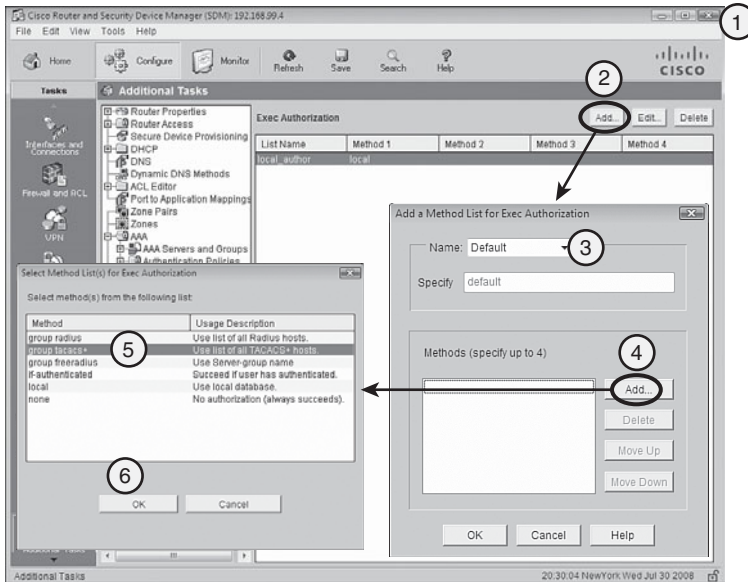 Cisco Router and Security Device Manager (SDM): 192.168.99.4
1
File Edit View Tools Help
Home
Configure
Monitor
Refresh
Save
Search
Help
CISCO
Tasks
Additional Tasks
2
Interfaces and Connections
Firewall and ACL
VPN
Router Properties
Router Access
Secure Device Provisioning
DHCP
DNS
Dynamic DNS Methods
ACL Editor
Port to Application Mappings
Zone Pairs
Zones
AAA
AAA Servers and Groups
Authentication Policies
Exec Authorization
Add...
Edit...
Delete
List Name Method 1 Method 2 Method 3 Method 4
local_author local
Add a Method List for Exec Authorization
Name: Default
3
Specify default
Methods (specify up to 4)
4
Add...
Delete
Move Up
Move Down
OK
Cancel
Help
Select Method List(s) for Exec Authorization
Select method(s) from the following list:
Method Usage Description
5
group radius Use list of all Radius hosts.
group tacacs+ Use list of all TACACS+ hosts.
group freeradius Use Server-group name
if-authenticated Succeed if user has authenticated.
local Use local database.
none No authorization (always succeeds).
6
OK
Cancel
Additional Tasks
Additional Tasks
20:30:04 NewYork Wed Jul 30 2008